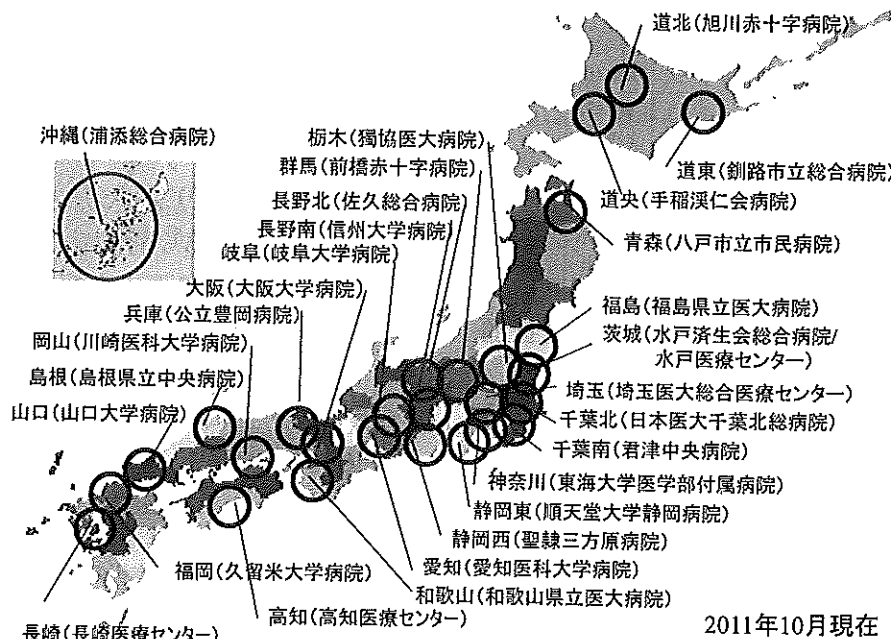 道北(旭川赤十字病院)
道東(釧路市立総合病院)
道央(手稲渓仁会病院)
青森(八戸市立市民病院)
沖縄(浦添総合病院)
栃木(獨協医大病院)
群馬(前橋赤十字病院)
長野北(佐久総合病院)
長野南(信州大学病院)
岐阜(岐阜大学病院)
大阪(大阪大学病院)
兵庫(公立豊岡病院)
岡山(川崎医科大学病院)
島根(島根県立中央病院)
山口(山口大学病院)
福島(福島県立医大病院)
茨城(水戸済生会総合病院/
水戸医療センター)
埼玉(埼玉医大総合医療センター)
千葉北(日本医大千葉北総病院)
千葉南(君津中央病院)
神奈川(東海大学医学部付属病院)
静岡東(順天堂大学静岡病院)
静岡西(聖隷三方原病院)
愛知(愛知医科大学病院)
和歌山(和歌山県立医大病院)
福岡(久留米大学病院)
高知(高知医療センター)
長崎(長崎医療センター)
2011年10月現在